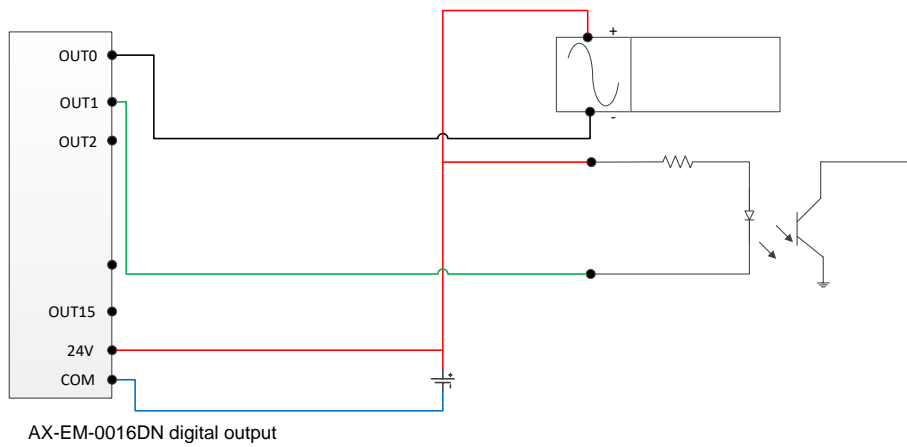 OUT0
OUT1
OUT2
OUT15
24V
COM
+
-
AX-EM-0016DN digital output